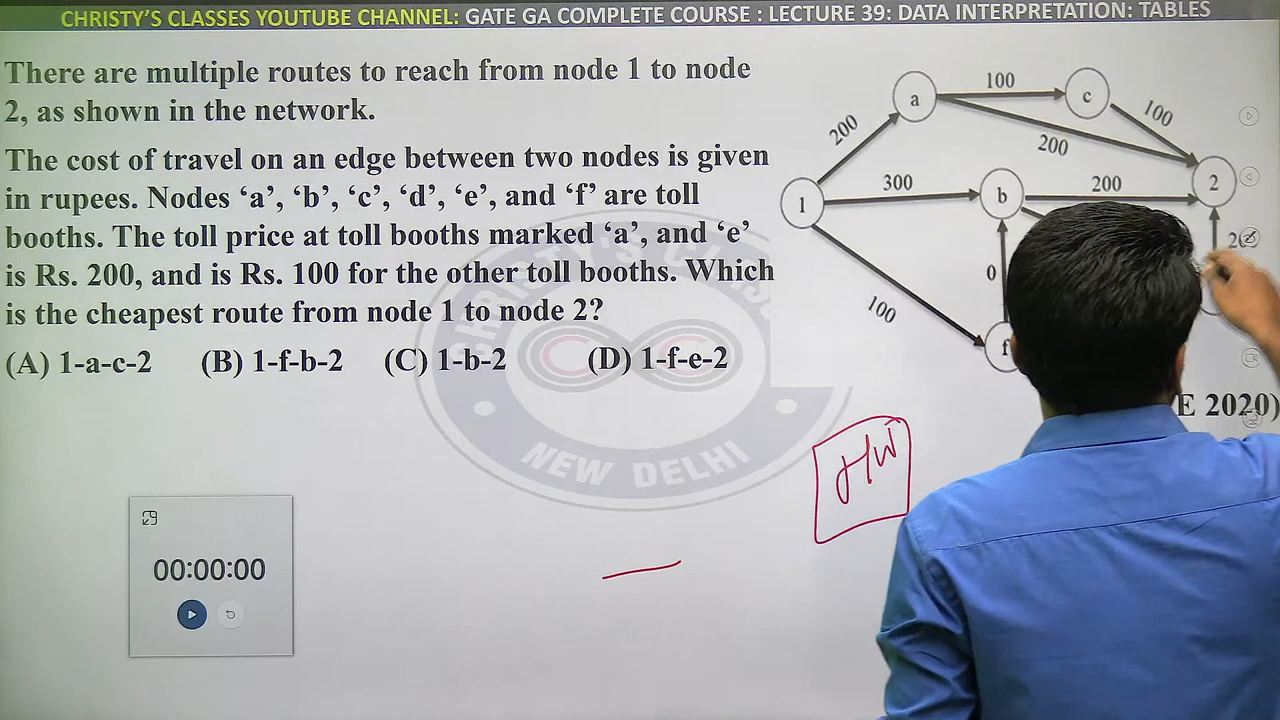 CHRISTY'S CLASSES YOUTUBE CHANNEL: GATE GA COMPLETE COURSE : LECTURE 39: DATA INTERPRETATION: TABLES
There are multiple routes to reach from node 1 to node
2, as shown in the network.
The cost of travel on an edge between two nodes is given
in rupees. Nodes ‘a’, ‘b’, ‘c’, ‘d’, ‘e’, and ‘f’ are toll
booths. The toll price at toll booths marked ‘a’, and ‘e’
is Rs. 200, and is Rs. 100 for the other toll booths. Which
is the cheapest route from node 1 to node 2?
(A) 1-a-c-2 (B) 1-f-b-2 (C) 1-b-2 (D) 1-f-e-2
a
100
c
200
100
200
1
300
b
200
2
0
100
f
E 2020)
NEW DELHI
HW
00:00:00